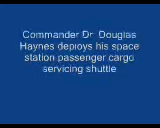 Commander Dr Douglas
Haynes deploys his space
station passenger cargo
servicing shuttle